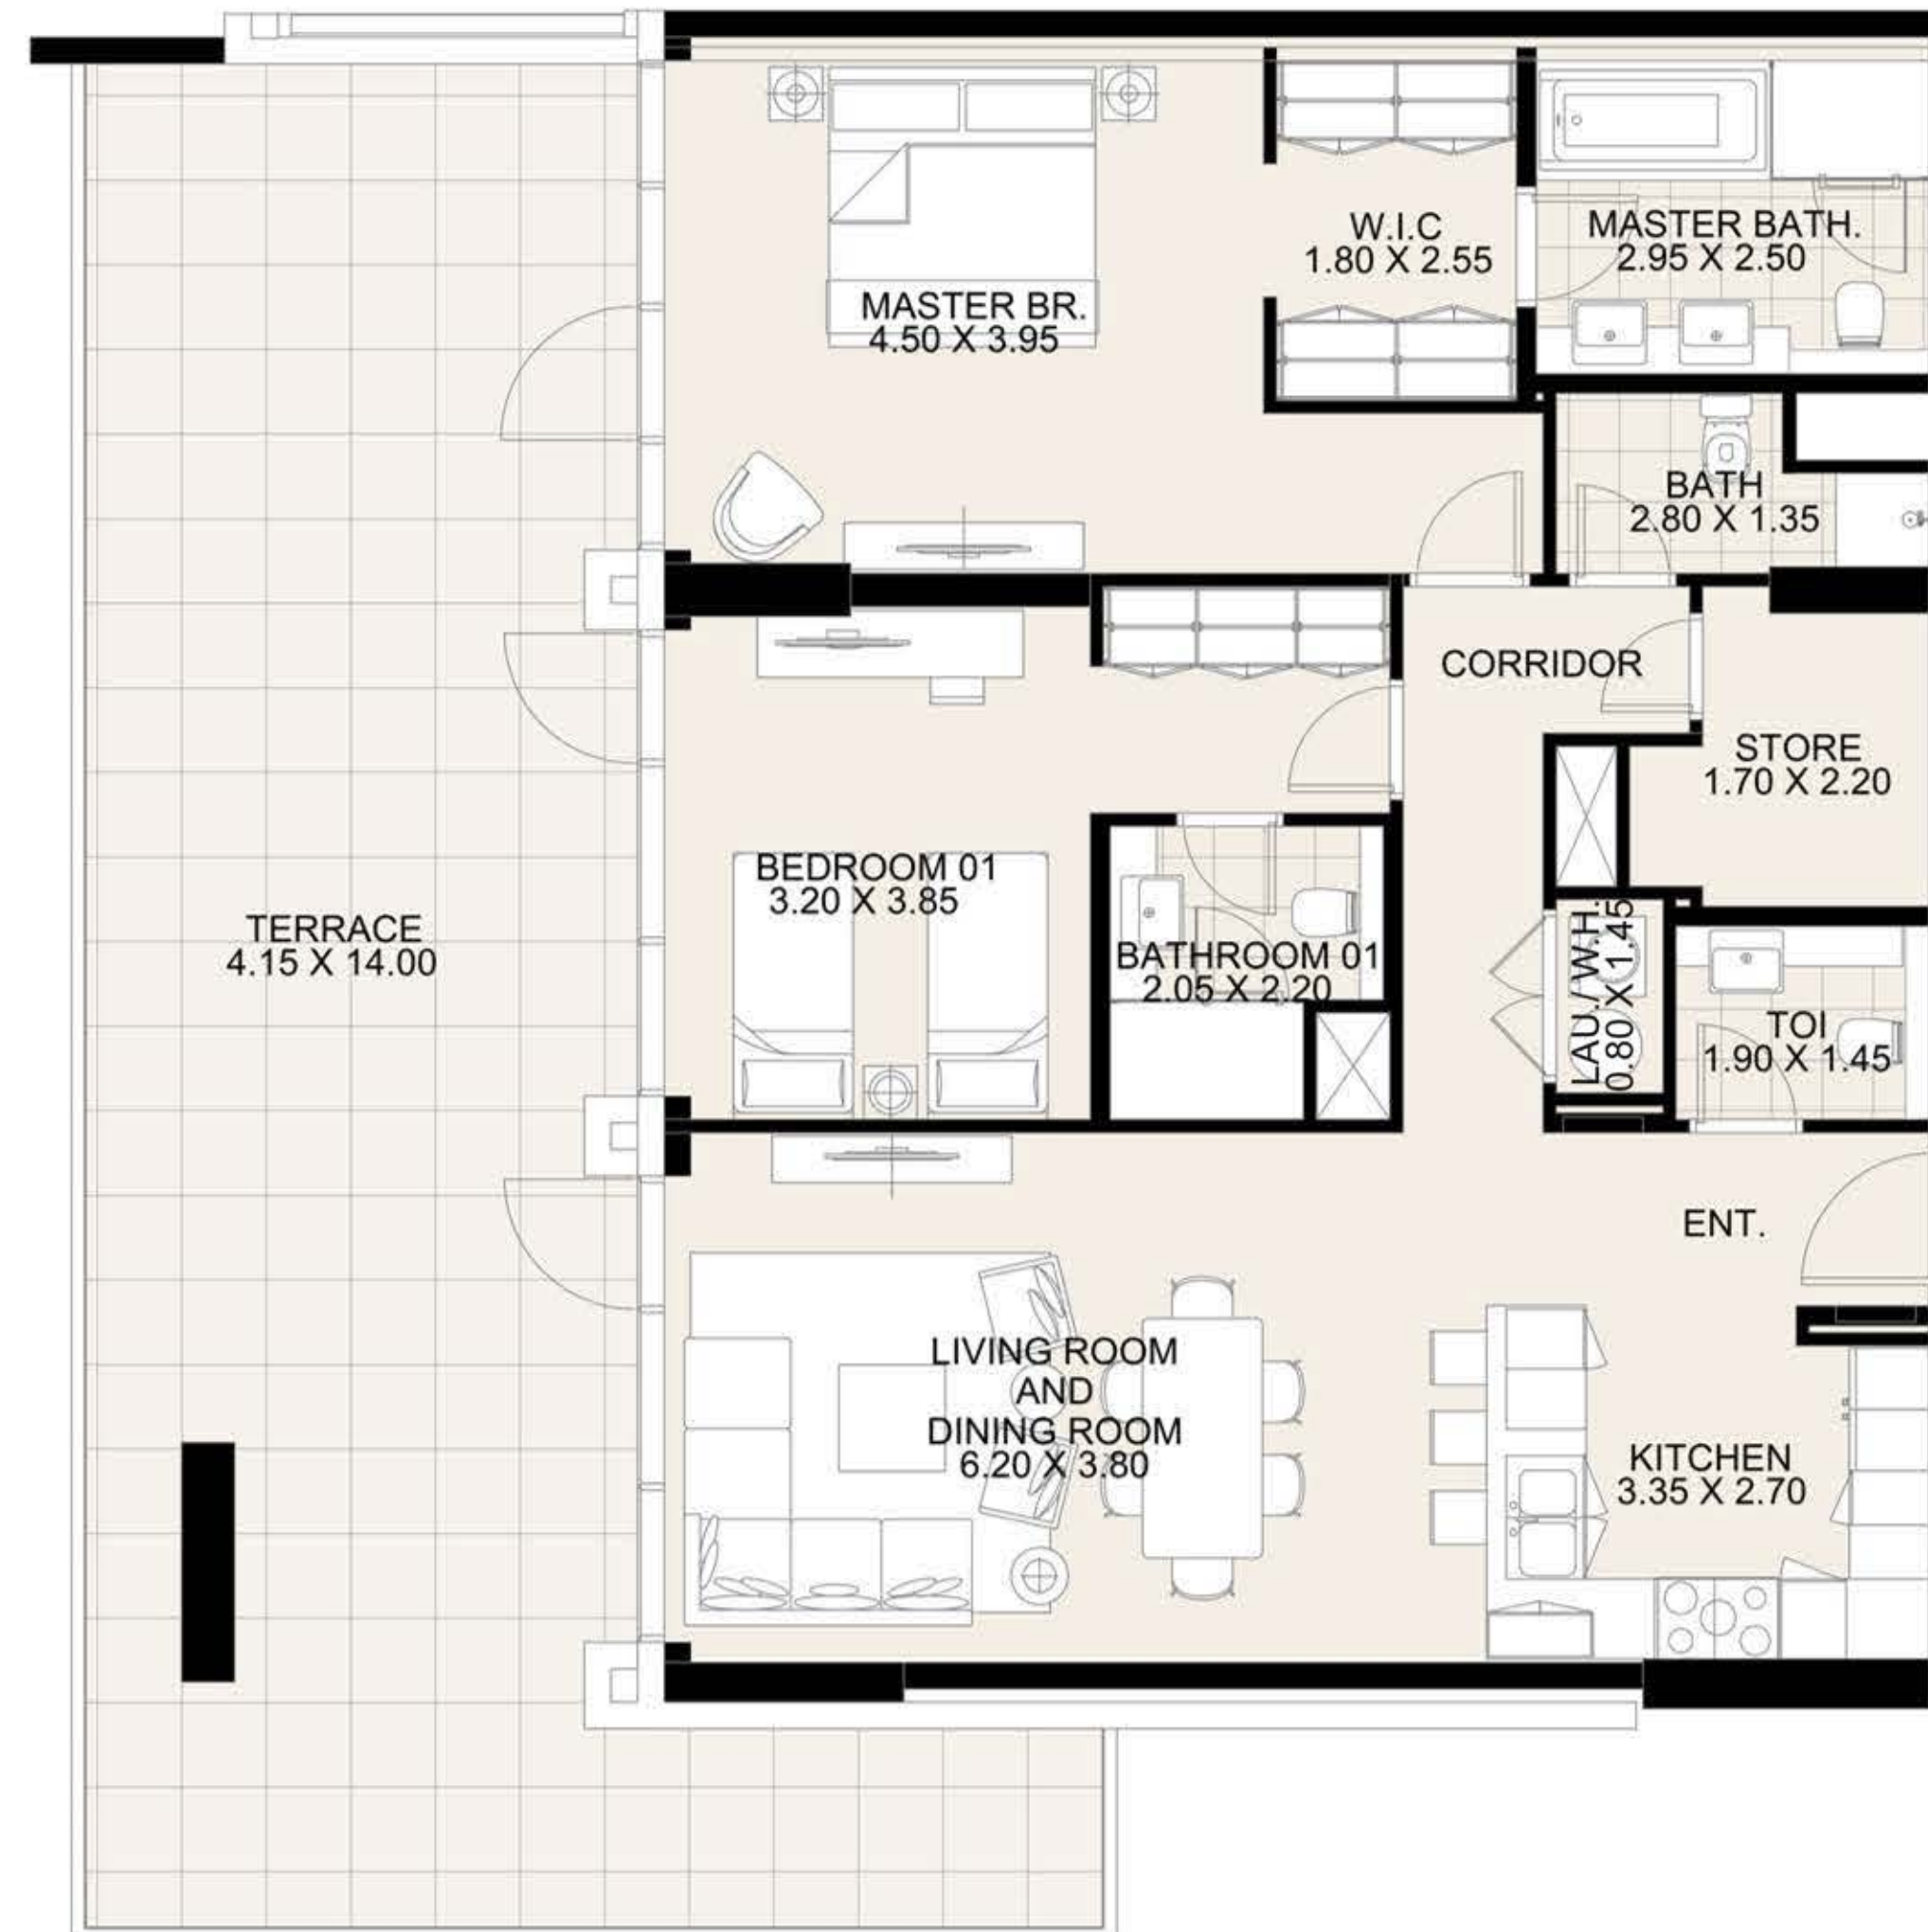 W.I.C
1.80 X 2.55
MASTER BATH.
2.95 X 2.50
MASTER BR.
4.50 X 3.95
BATH
2.80 X 1.35
CORRIDOR
STORE
1.70 X 2.20
BEDROOM 01
3.20 X 3.85
TERRACE
4.15 X 14.00
BATHROOM 01
2.05 X 2.20
LAU./W.H.
0.80 X 1.45
TOI
1.90 X 1.45
ENT.
LIVING ROOM
AND
DINING ROOM
6.20 X 3.80
KITCHEN
3.35 X 2.70